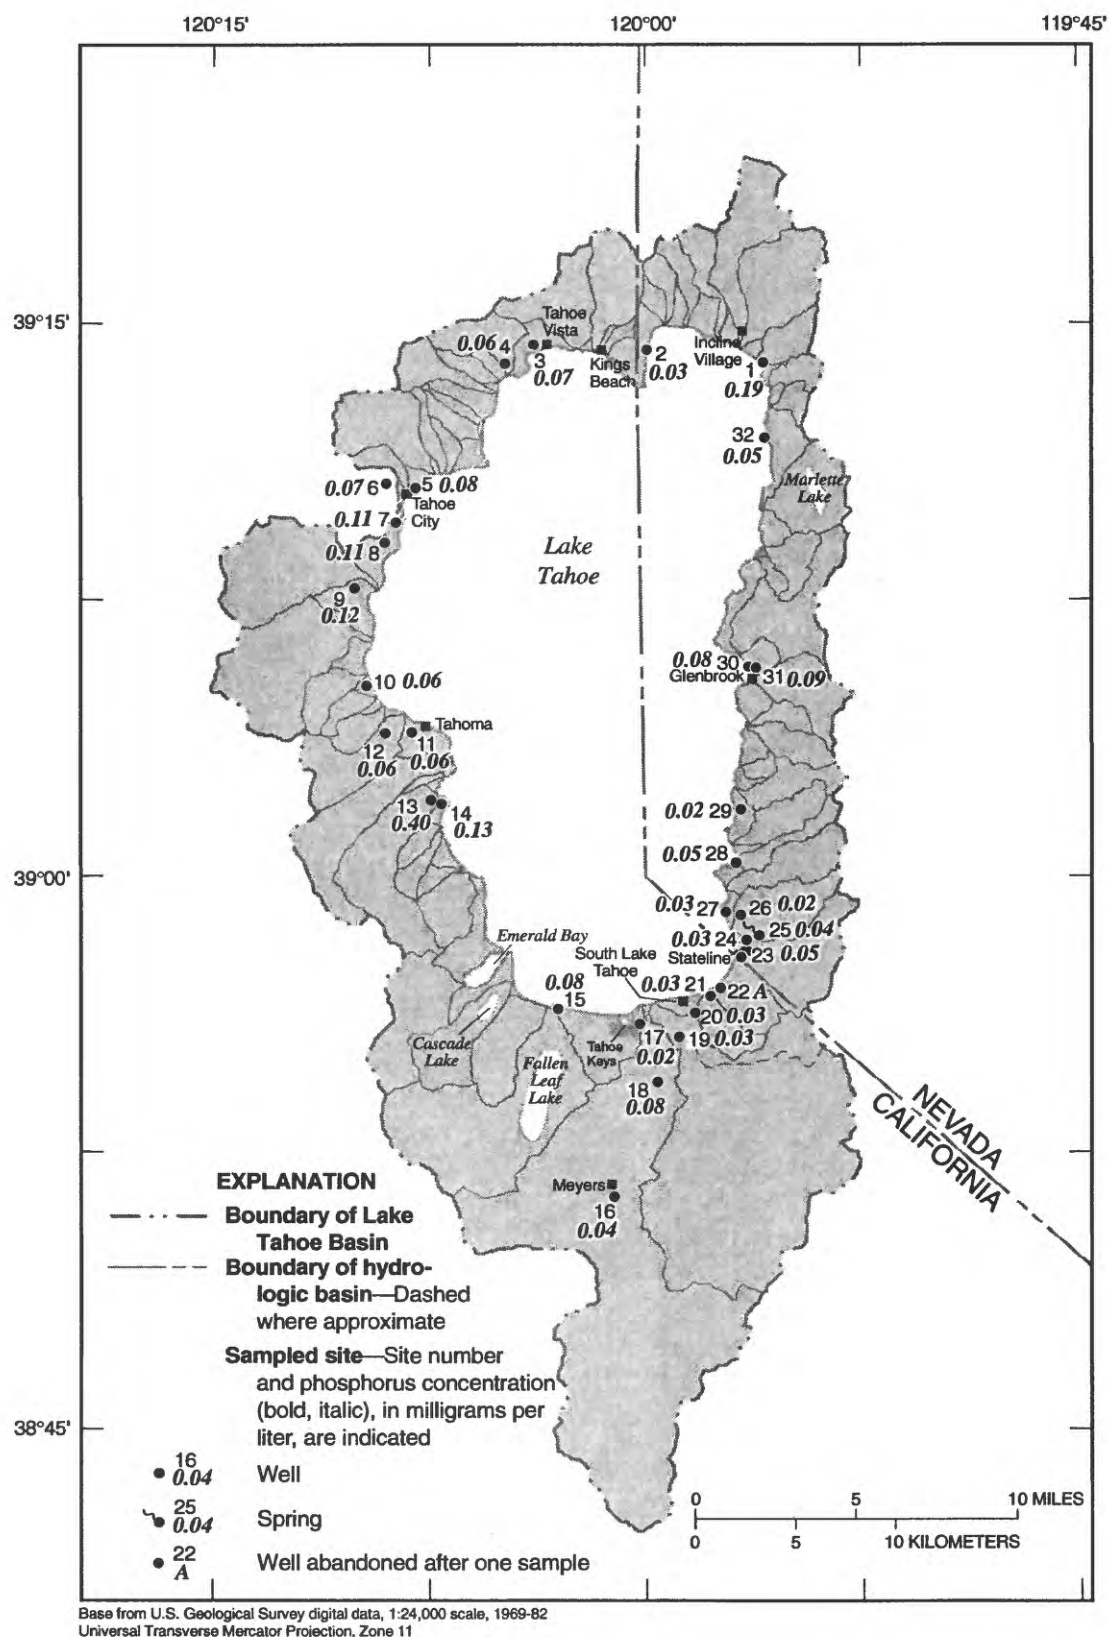 120°15'
120°00'
119°45'
39°15'
39°00'
38°45'
Tahoe
Vista
Kings
Beach
Incline
Village
4
0.06
3
0.07
2
0.03
1
0.19
32
0.05
Marlette
Lake
0.07 6
5 0.08
Tahoe
City
0.11 7
0.11 8
9
0.12
Lake
Tahoe
10 0.06
Tahoma
12
0.06
11
0.06
13
0.40
14
0.13
0.08 30
Glenbrook
31 0.09
0.02 29
0.05 28
0.03 27
26 0.02
25 0.04
0.03 24
Stateline
23 0.05
Emerald Bay
South Lake
Tahoe
0.03 21
22 A
20 0.03
19 0.03
0.08
15
Cascade
Lake
Fallen
Leaf
Lake
Tahoe
Keys
17
0.02
18
0.08
Meyers
16
0.04
NEVADA
CALIFORNIA
EXPLANATION
Boundary of Lake
Tahoe Basin
Boundary of hydro-
logic basin—Dashed
where approximate
Sampled site—Site number
and phosphorus concentration
(bold, italic), in milligrams per
liter, are indicated
16
0.04 Well
25
0.04 Spring
22
A Well abandoned after one sample
0 5 10 MILES
0 5 10 KILOMETERS
Base from U.S. Geological Survey digital data, 1:24,000 scale, 1969-82
Universal Transverse Mercator Projection, Zone 11